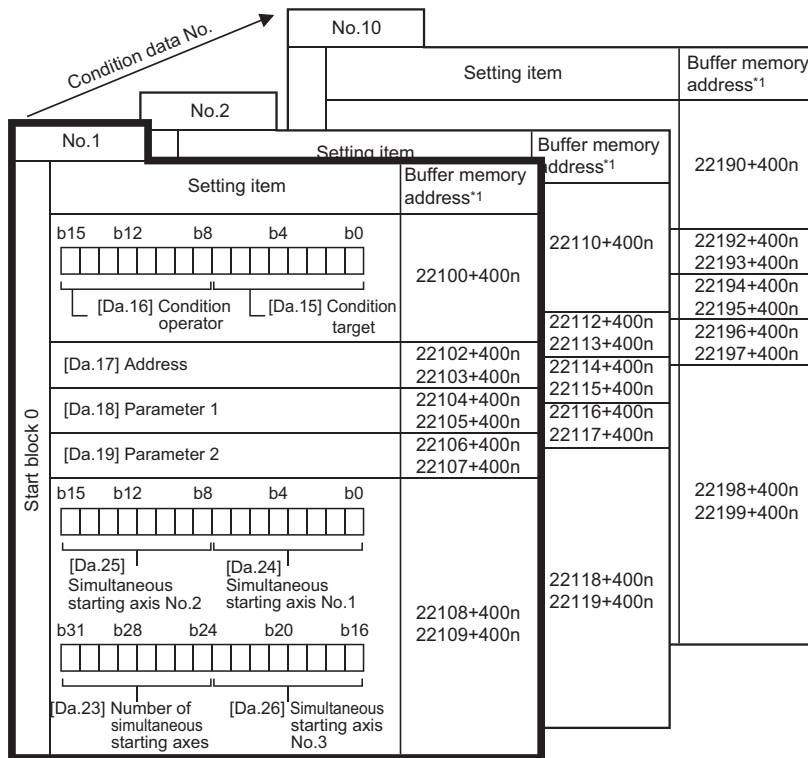 Condition data No.
No.10
Setting item
Buffer memory
address*1
22190+400n
22192+400n
22193+400n
22194+400n
22195+400n
22196+400n
22197+400n
22198+400n
22199+400n
No.2
Setting item
Buffer memory
address*1
22110+400n
22112+400n
22113+400n
22114+400n
22115+400n
22116+400n
22117+400n
22118+400n
22119+400n
No.1
Setting item
Buffer memory
address*1
Start block 0
b15 b12 b8 b4 b0
[Da.16] Condition
operator
[Da.15] Condition
target
22100+400n
[Da.17] Address
22102+400n
22103+400n
[Da.18] Parameter 1
22104+400n
22105+400n
[Da.19] Parameter 2
22106+400n
22107+400n
b15 b12 b8 b4 b0
[Da.25]
Simultaneous
starting axis No.2
[Da.24]
Simultaneous
starting axis No.1
b31 b28 b24 b20 b16
[Da.23] Number of
simultaneous
starting axes
[Da.26] Simultaneous
starting axis
No.3
22108+400n
22109+400n